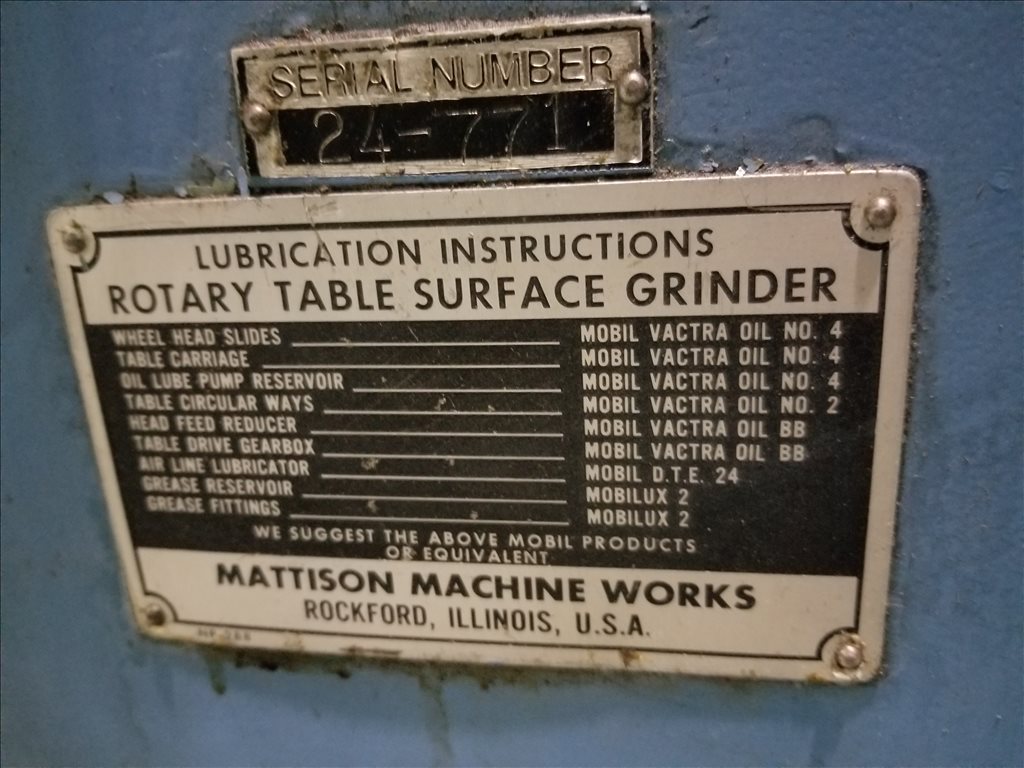 SERIAL NUMBER
24-771
LUBRICATION INSTRUCTIONS
ROTARY TABLE SURFACE GRINDER
WHEEL HEAD SLIDES MOBIL VACTRA OIL NO. 4
TABLE CARRIAGE MOBIL VACTRA OIL NO. 4
OIL LUBE PUMP RESERVOIR MOBIL VACTRA OIL NO. 4
TABLE CIRCULAR WAYS MOBIL VACTRA OIL NO. 2
HEAD FEED REDUCER MOBIL VACTRA OIL BB
TABLE DRIVE GEARBOX MOBIL VACTRA OIL BB
AIR LINE LUBRICATOR MOBIL D.T.E. 24
GREASE RESERVOIR MOBILUX 2
GREASE FITTINGS MOBILUX 2
WE SUGGEST THE ABOVE MOBIL PRODUCTS
OR EQUIVALENT
MATTISON MACHINE WORKS
ROCKFORD, ILLINOIS, U.S.A.